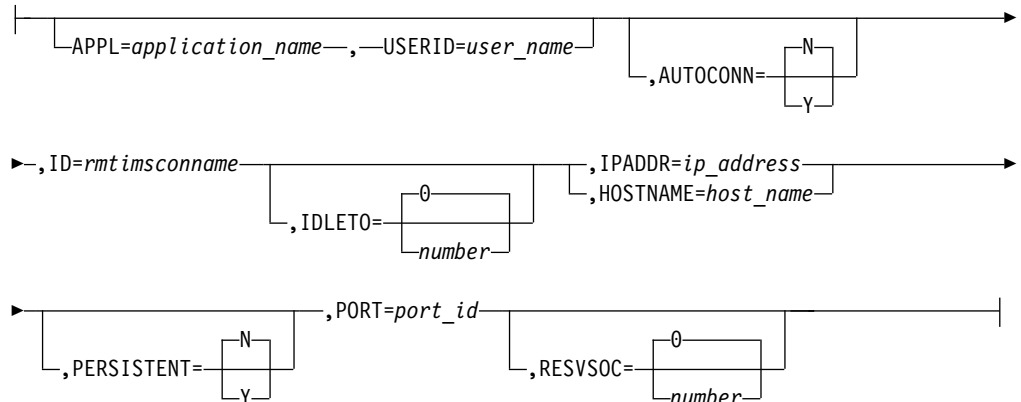 APPL=application_name , USERID=user_name
,AUTOCONN= N
Y
,ID=rmtimsconname
,IDLETO= 0
number
,IPADDR=ip_address
,HOSTNAME=host_name
,PERSISTENT= N
Y
,PORT=port_id
,RESVSOC= 0
number